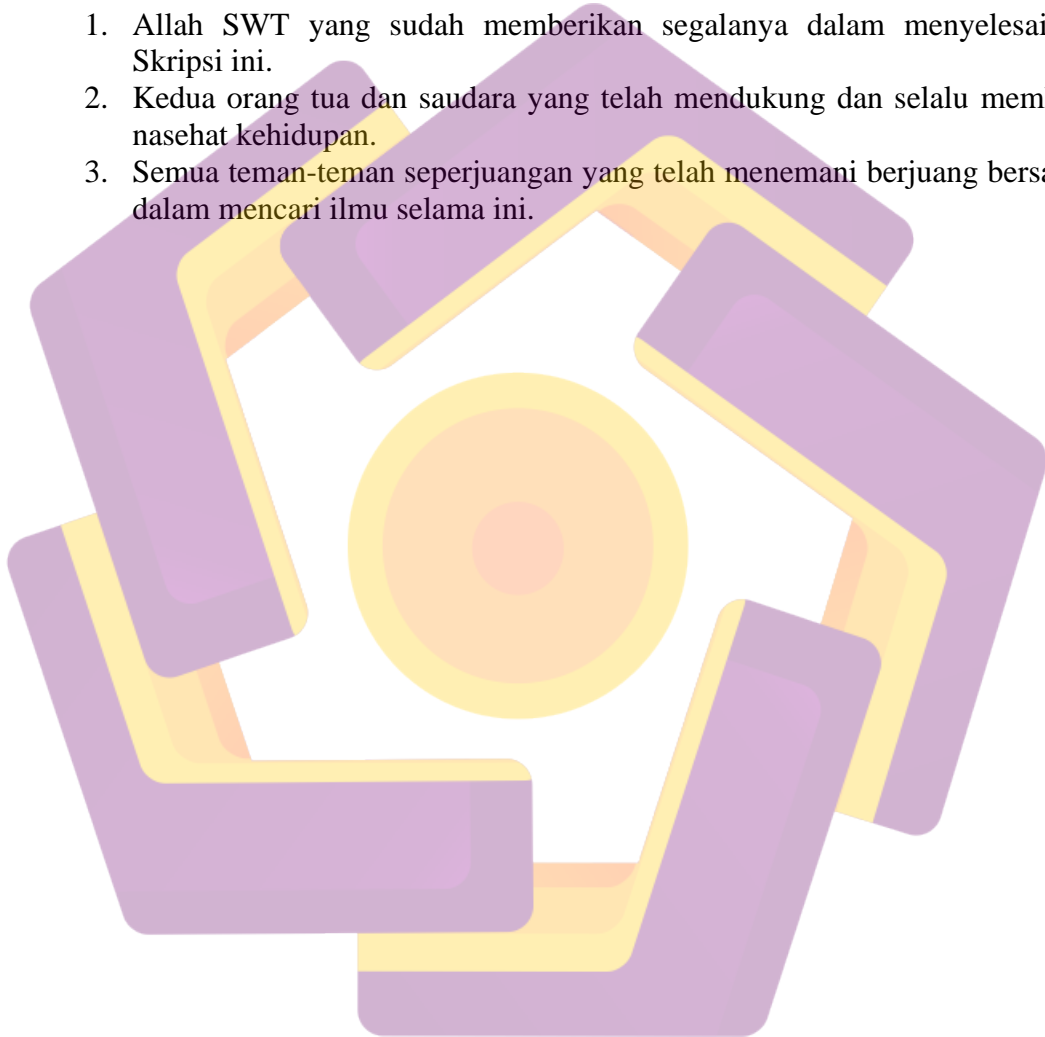 1. Allah SWT yang sudah memberikan segalanya dalam menyelesai
Skripsi ini.
2. Kedua orang tua dan saudara yang telah mendukung dan selalu mem
nasehat kehidupan.
3. Semua teman-teman seperjuangan yang telah menemani berjuang bersa
dalam mencari ilmu selama ini.